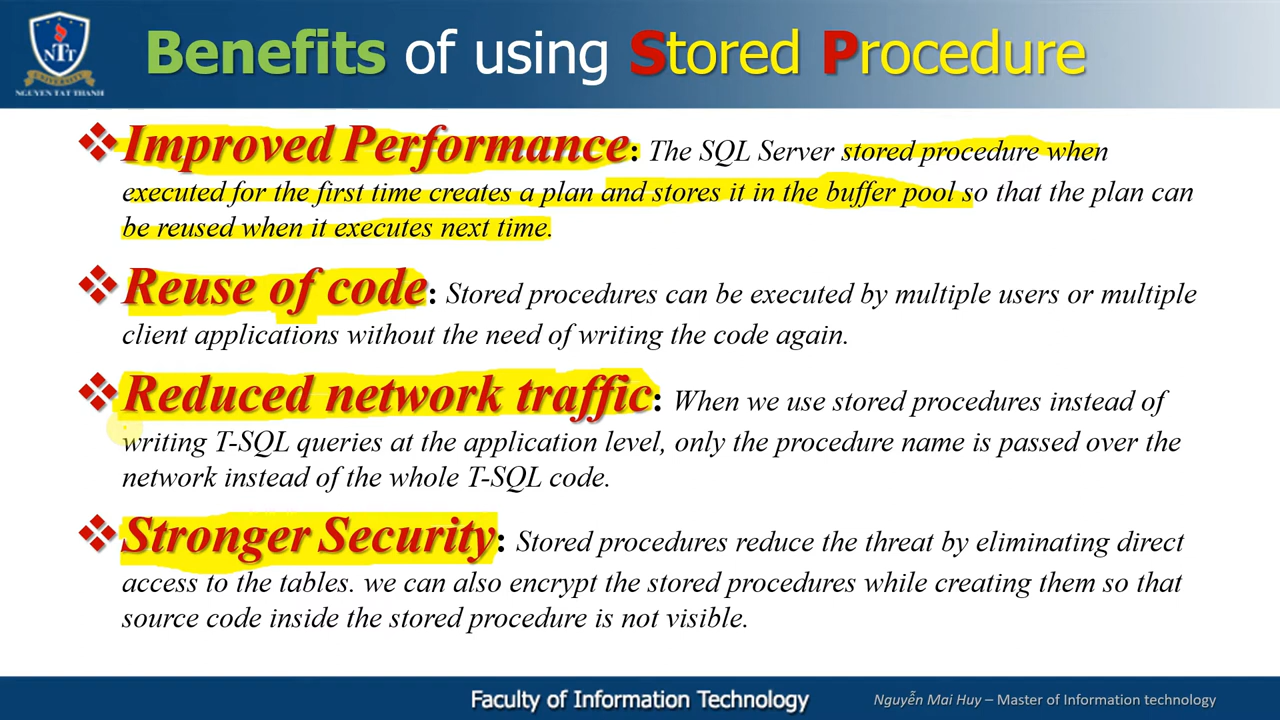 NTT
UNIVERSITY
NGUYEN TAT THANH
Benefits of using Stored Procedure
❖Improved Performance: The SQL Server stored procedure when
executed for the first time creates a plan and stores it in the buffer pool so that the plan can
be reused when it executes next time.
❖Reuse of code: Stored procedures can be executed by multiple users or multiple
client applications without the need of writing the code again.
❖Reduced network traffic: When we use stored procedures instead of
writing T-SQL queries at the application level, only the procedure name is passed over the
network instead of the whole T-SQL code.
❖Stronger Security: Stored procedures reduce the threat by eliminating direct
access to the tables. we can also encrypt the stored procedures while creating them so that
source code inside the stored procedure is not visible.
Faculty of Information Technology
Nguyễn Mai Huy – Master of Information technology